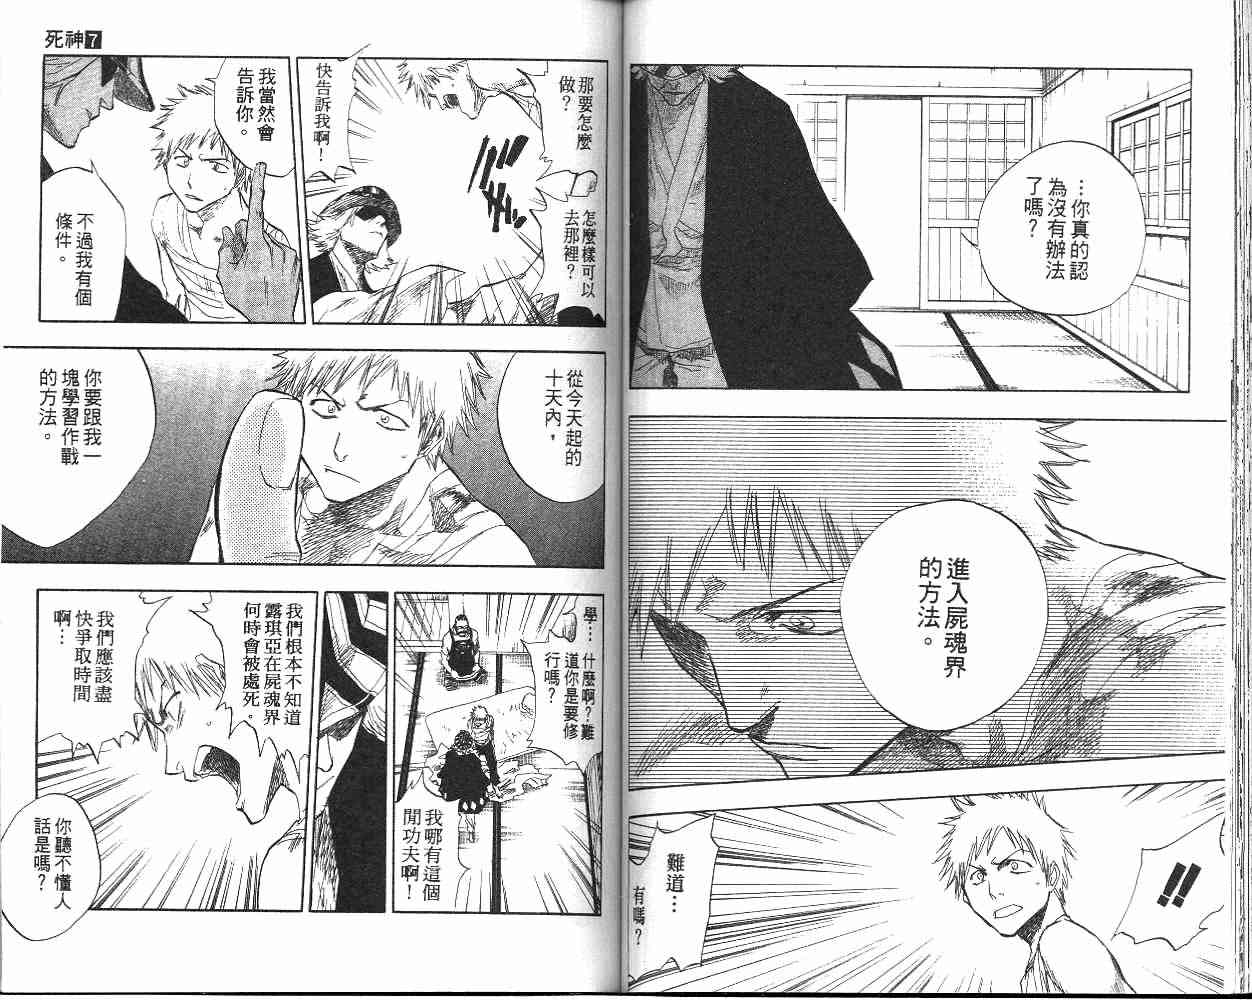 …你真的認
為沒有辦法
了嗎？
進入屍魂界
的方法。
!!
難道…
有嗎？
死神7
那要怎麼
做？
怎麼樣可以
去那裡？
快告訴我啊！
我當然會
告訴你。
不過我有個
條件。
從今天起的
十天內，
你要跟我一
塊學習作戰
的方法。
學…
什麼啊？難
道你是要修
行嗎？
我哪有這個
閒功夫啊！
我們根本不知道
露琪亞在屍魂界
何時會被處死。
我們應該盡
快爭取時間
啊…
你聽不懂人
話是嗎？